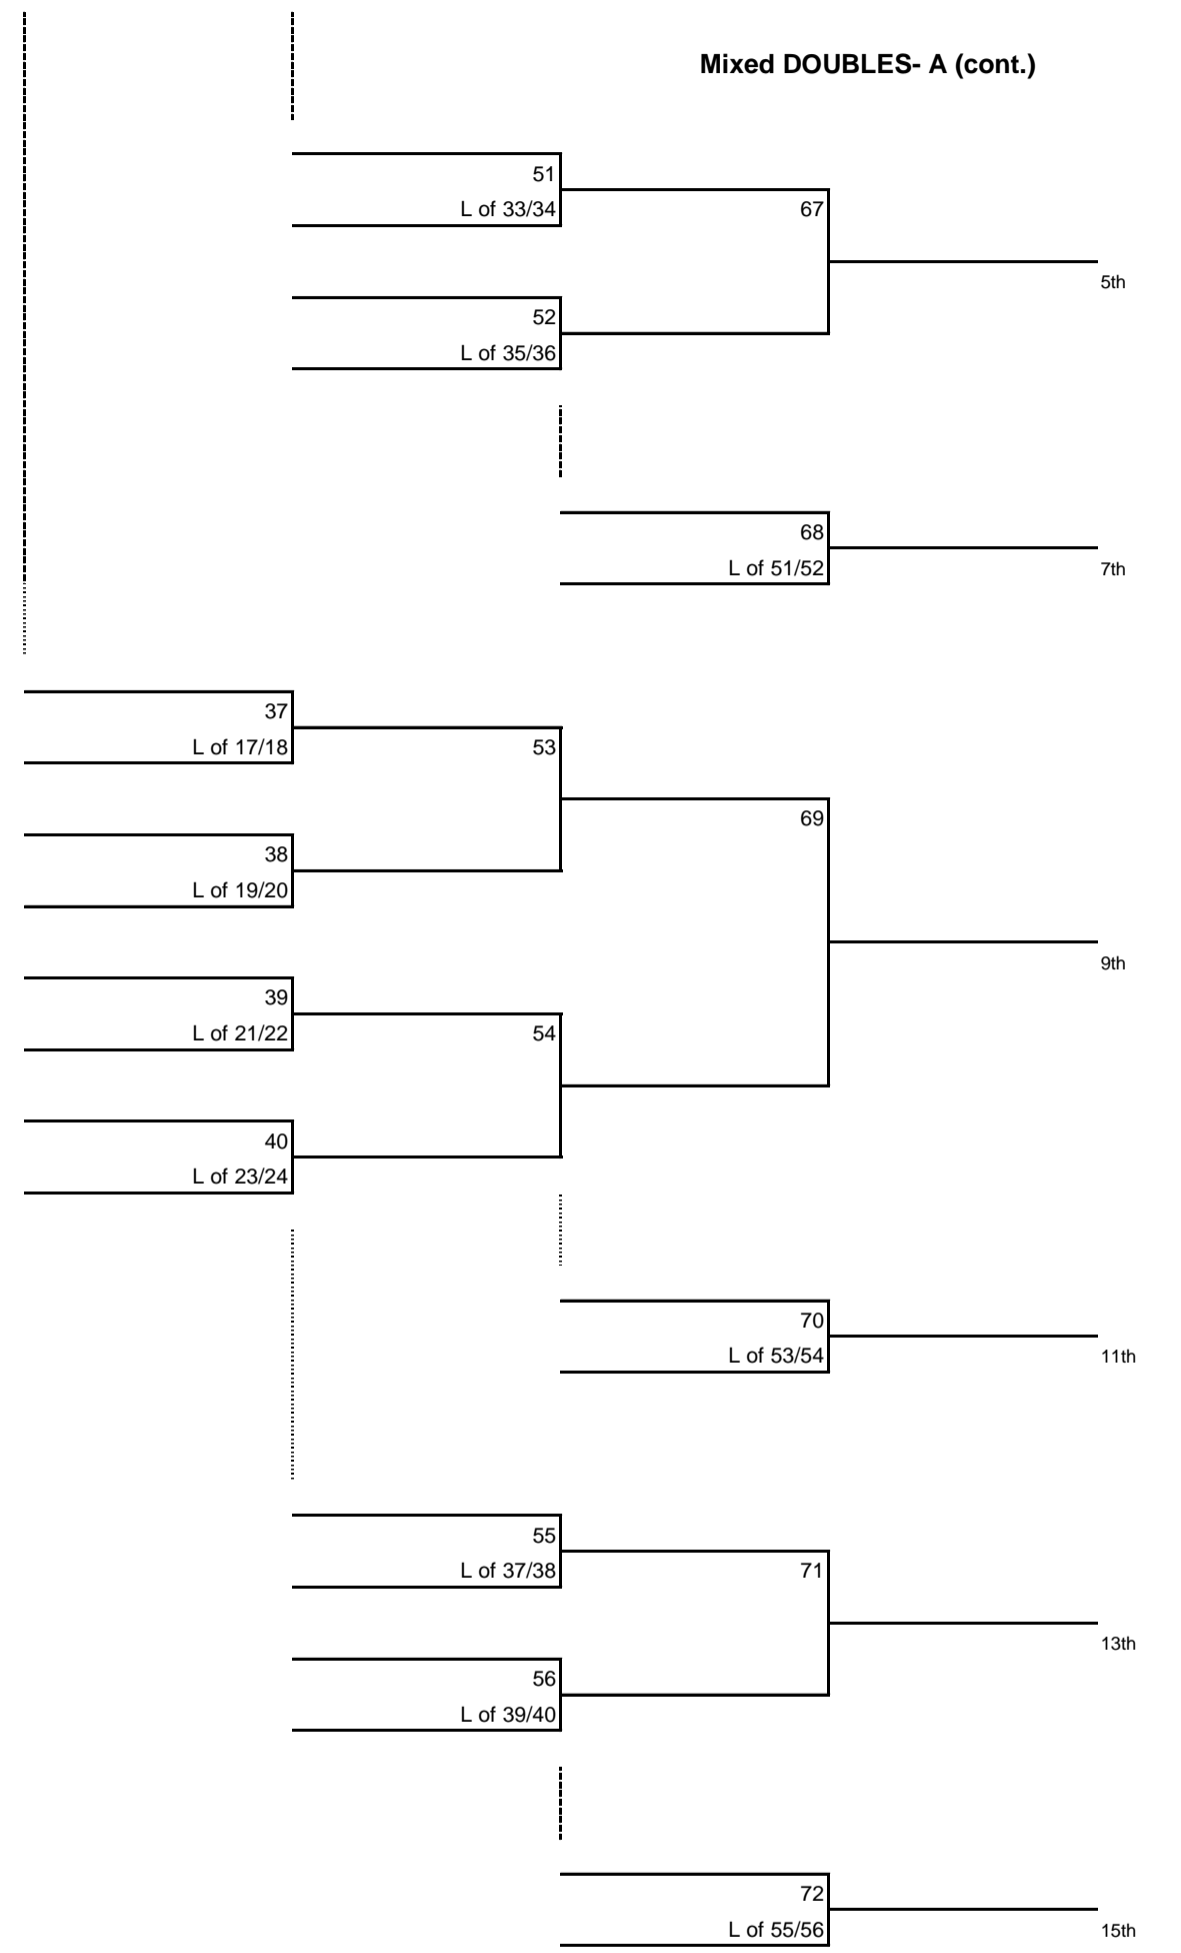 Mixed DOUBLES- A (cont.)
51
L of 33/34
67
5th
52
L of 35/36
68
L of 51/52
7th
37
L of 17/18
53
69
38
L of 19/20
9th
39
L of 21/22
54
40
L of 23/24
70
L of 53/54
11th
55
L of 37/38
71
13th
56
L of 39/40
72
L of 55/56
15th